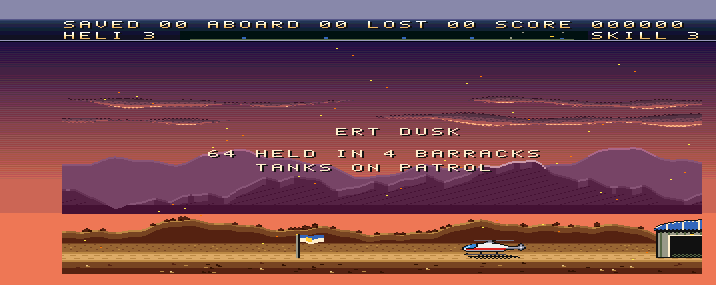 SAVED 00 ABOARD 00 LOST 00 SCORE 000000
HELI 3 SKILL 3
ERT DUSK
64 HELD IN 4 BARRACKS
TANKS ON PATROL